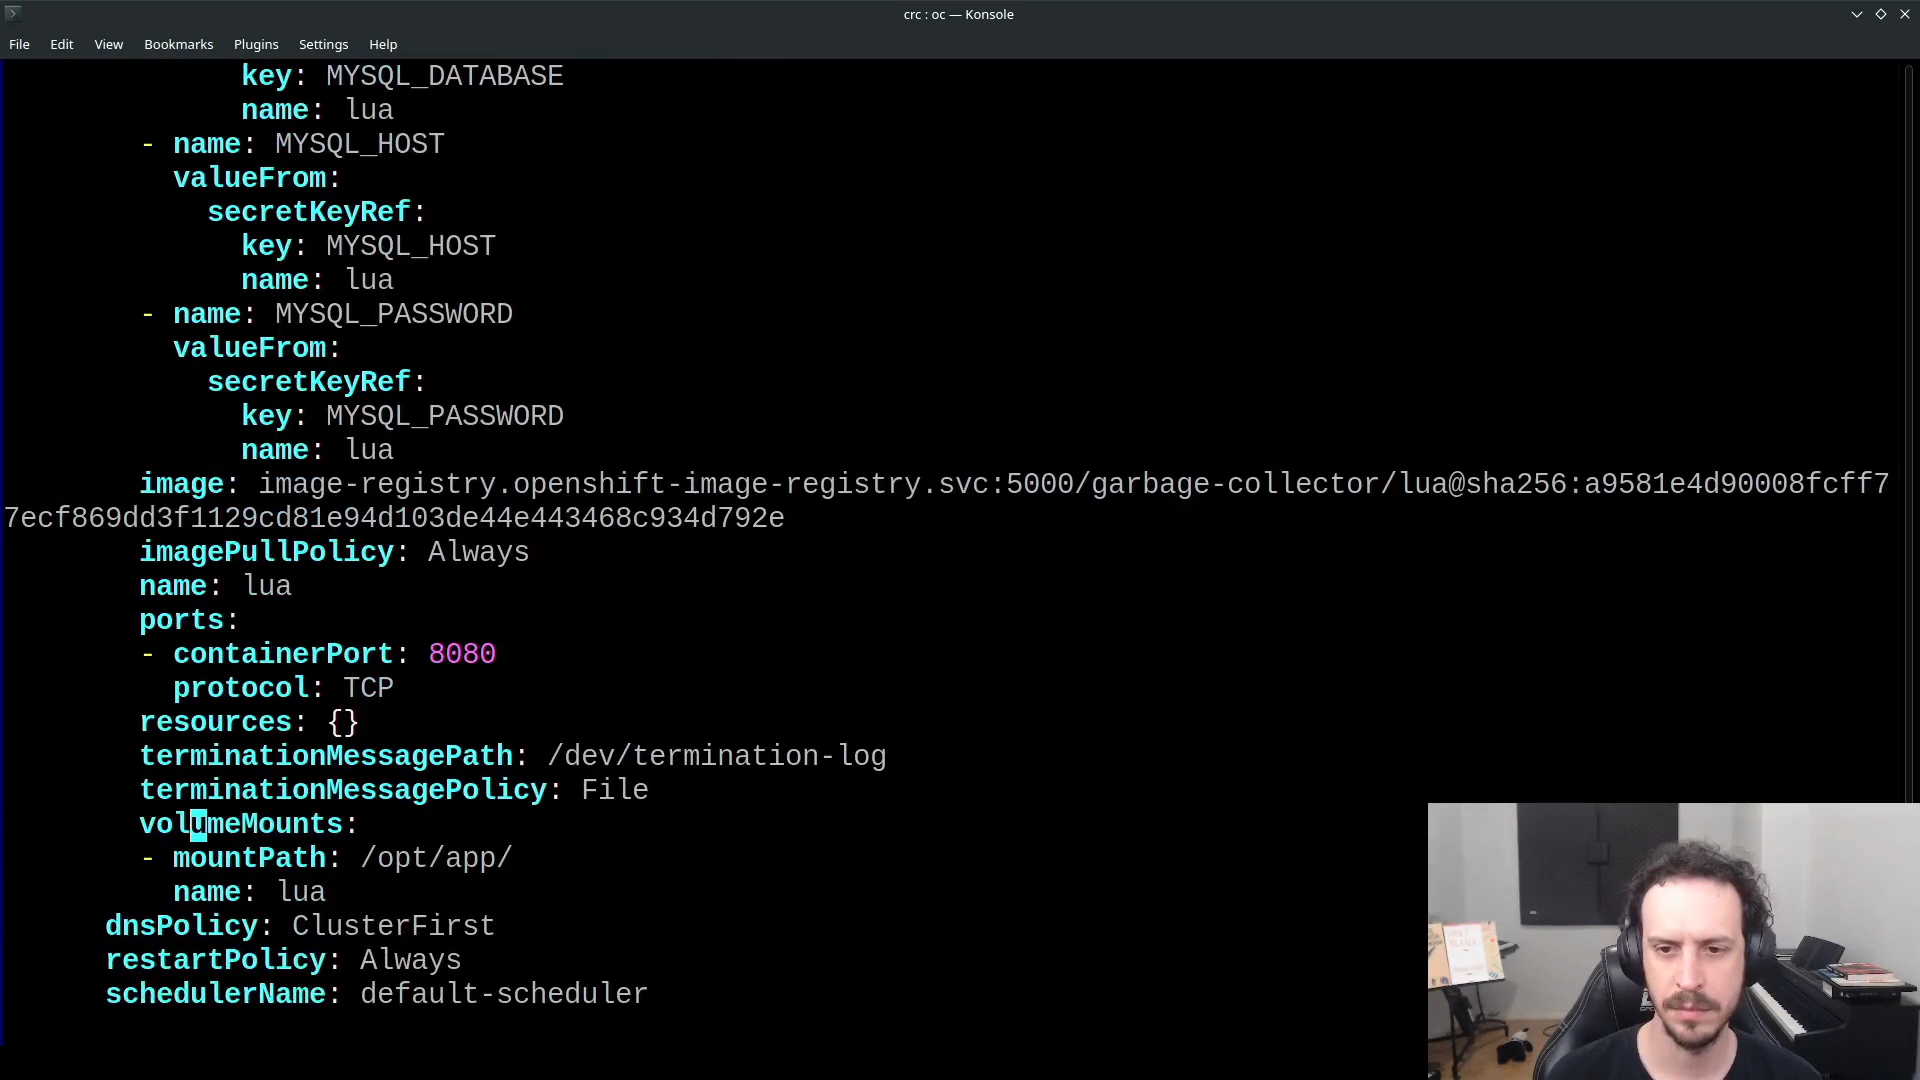 crc : oc — Konsole
File Edit View Bookmarks Plugins Settings Help
key: MYSQL_DATABASE
name: lua
- name: MYSQL_HOST
valueFrom:
secretKeyRef:
key: MYSQL_HOST
name: lua
- name: MYSQL_PASSWORD
valueFrom:
secretKeyRef:
key: MYSQL_PASSWORD
name: lua
image: image-registry.openshift-image-registry.svc:5000/garbage-collector/lua@sha256:a9581e4d90008fcff7
7ecf869dd3f1129cd81e94d103de44e443468c934d792e
imagePullPolicy: Always
name: lua
ports:
- containerPort: 8080
protocol: TCP
resources: {}
terminationMessagePath: /dev/termination-log
terminationMessagePolicy: File
volumeMounts:
- mountPath: /opt/app/
name: lua
dnsPolicy: ClusterFirst
restartPolicy: Always
schedulerName: default-scheduler